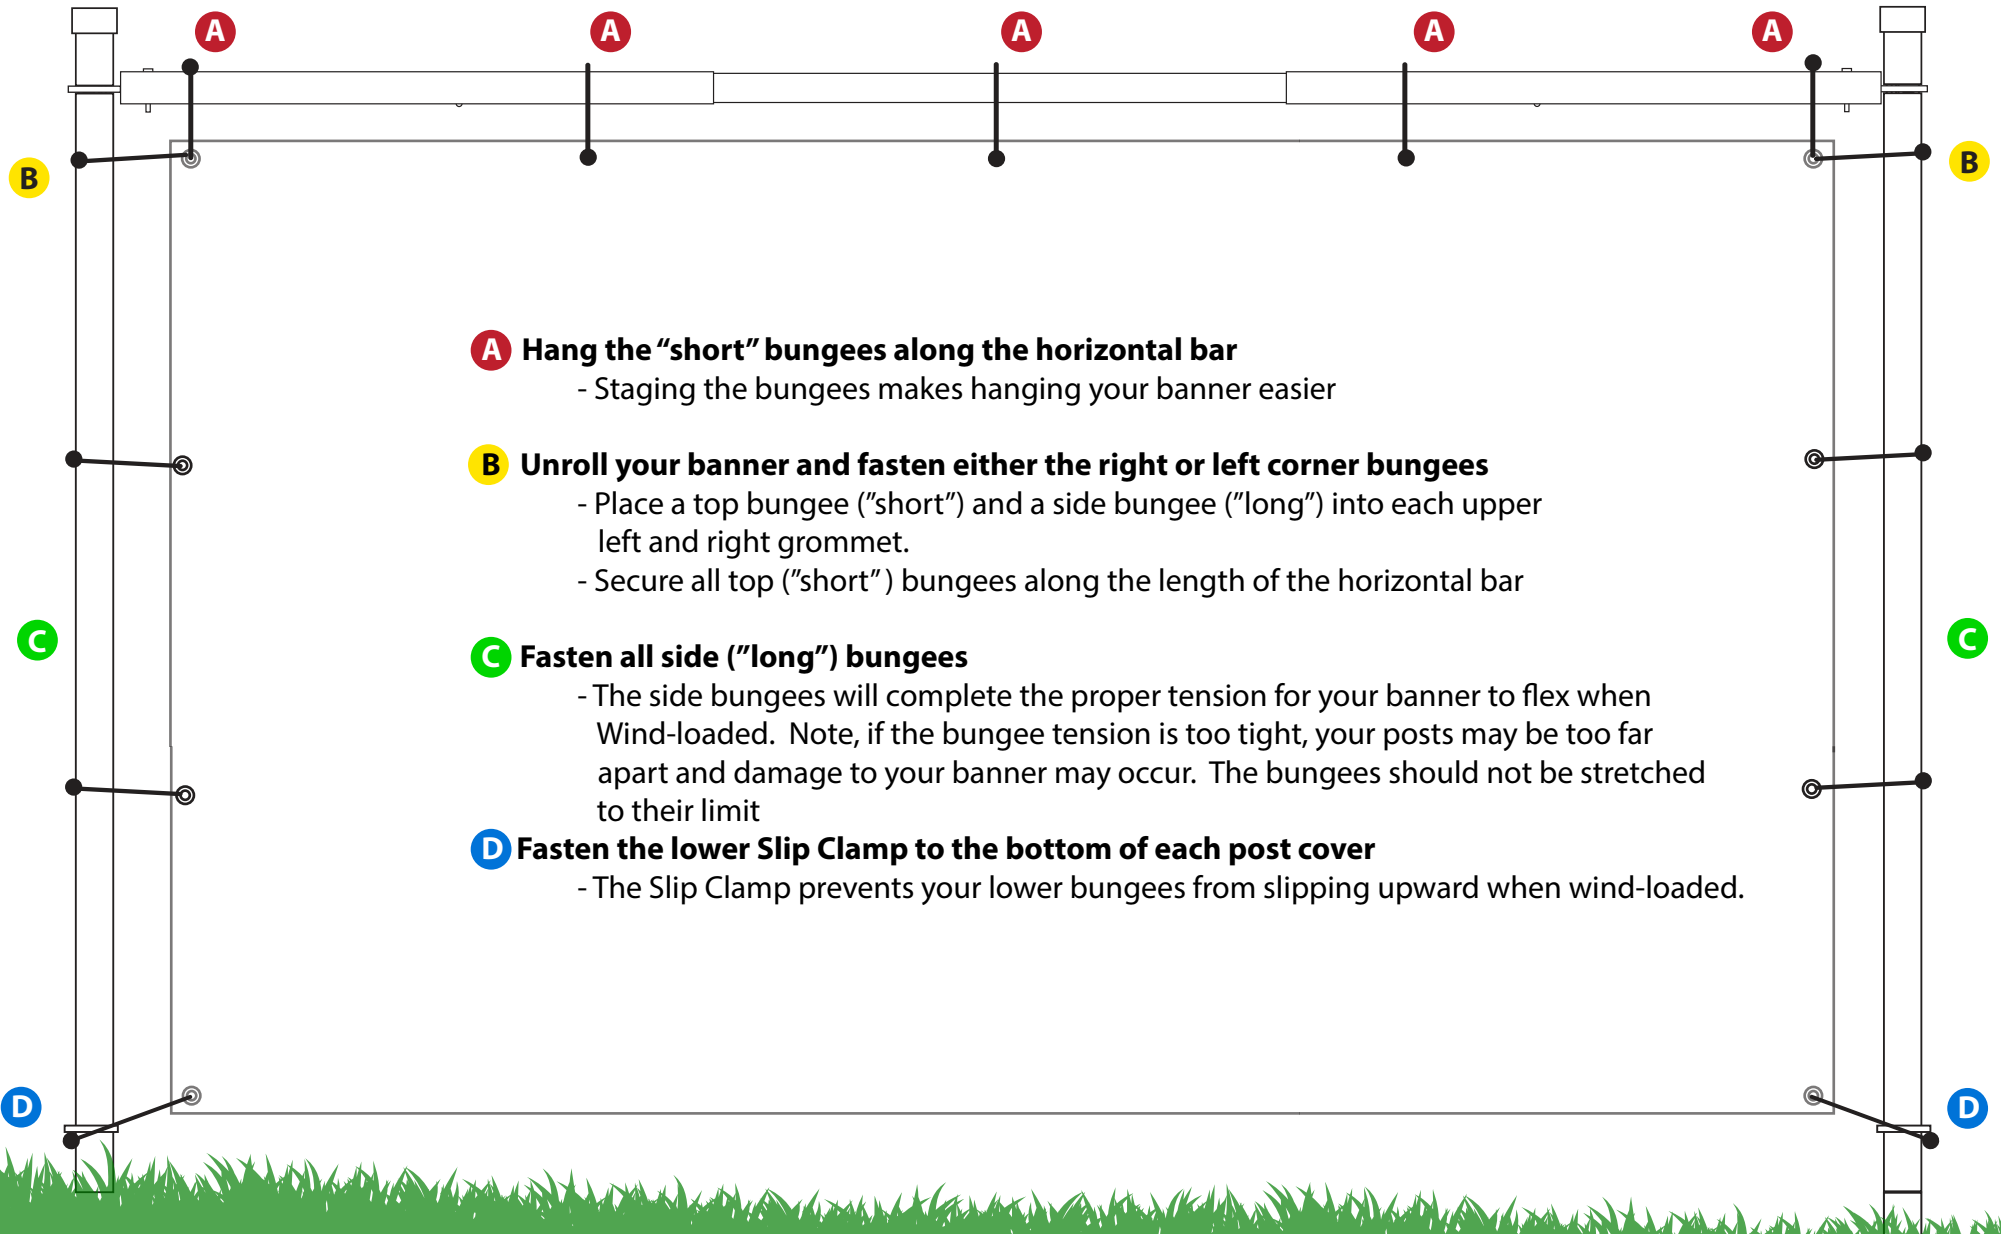 A A A A A
B B
A Hang the “short” bungees along the horizontal bar
- Staging the bungees makes hanging your banner easier
B Unroll your banner and fasten either the right or left corner bungees
- Place a top bungee (”short”) and a side bungee (”long”) into each upper
left and right grommet.
- Secure all top (”short”) bungees along the length of the horizontal bar
C C
C Fasten all side (”long”) bungees
- The side bungees will complete the proper tension for your banner to flex when
Wind-loaded. Note, if the bungee tension is too tight, your posts may be too far
apart and damage to your banner may occur. The bungees should not be stretched
to their limit
D Fasten the lower Slip Clamp to the bottom of each post cover
- The Slip Clamp prevents your lower bungees from slipping upward when wind-loaded.
D D